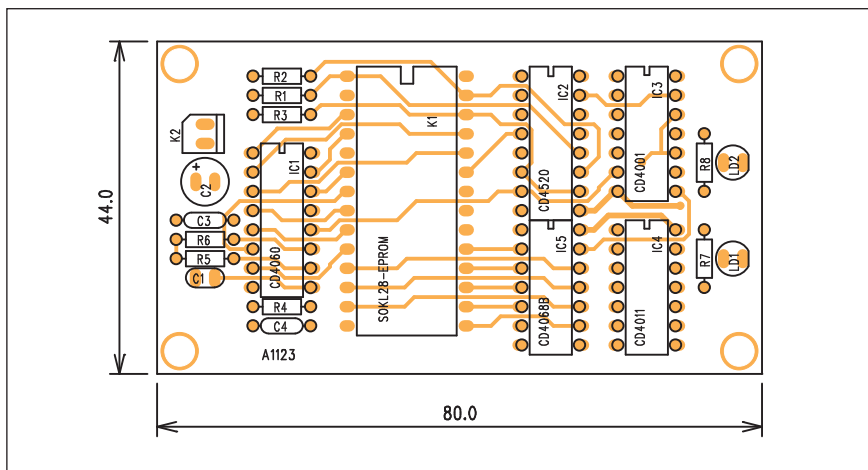 R2
R1
R3
K2
K1
IC1
IC2
IC3
+
C2
C3
R6
R5
C1
CD4060
R4
C4
A1123
SOKL28-EPROM
CD4520
CD4001
IC5
IC4
CD4068B
CD4011
R8
LD2
R7
LD1
44.0
80.0